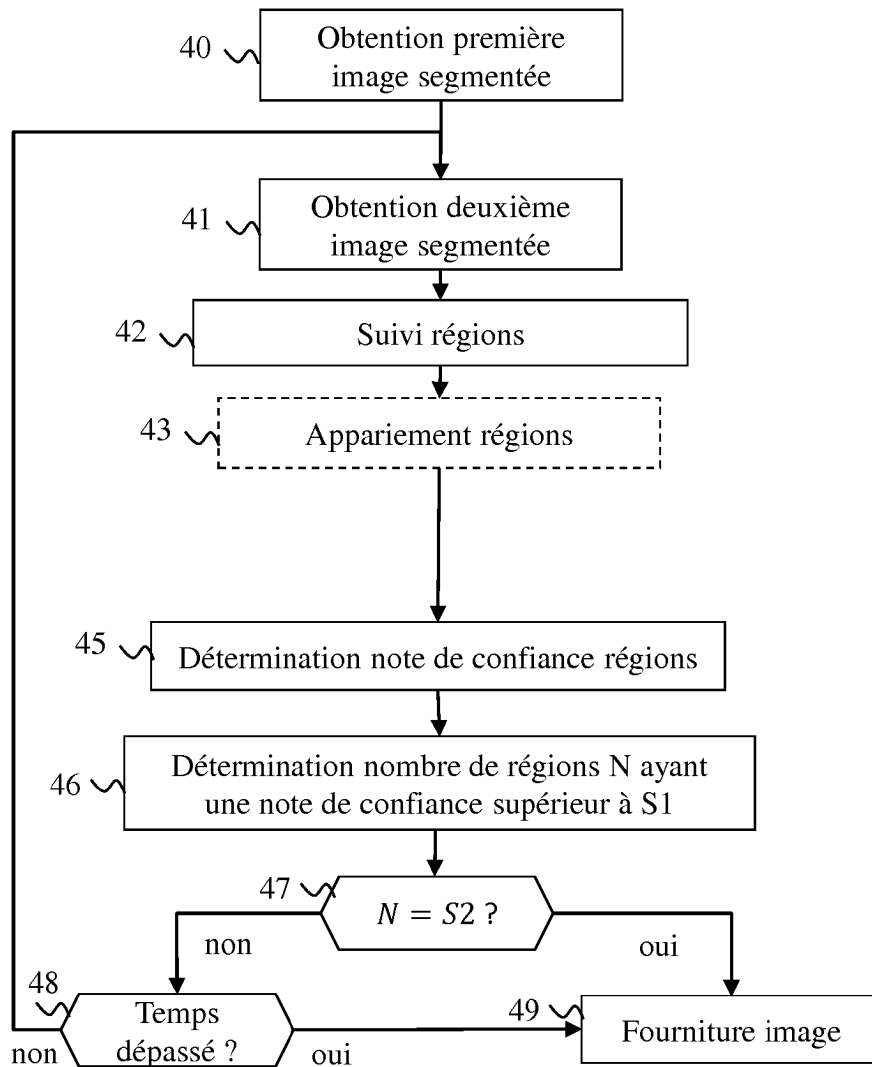 40
Obtention première
image segmentée
41
Obtention deuxième
image segmentée
42
Suivi régions
43
Appariement régions
45
Détermination note de confiance régions
46
Détermination nombre de régions N ayant
une note de confiance supérieur à S1
47
N = S2 ?
non
oui
48
Temps
dépassé ?
non
oui
49
Fourniture image